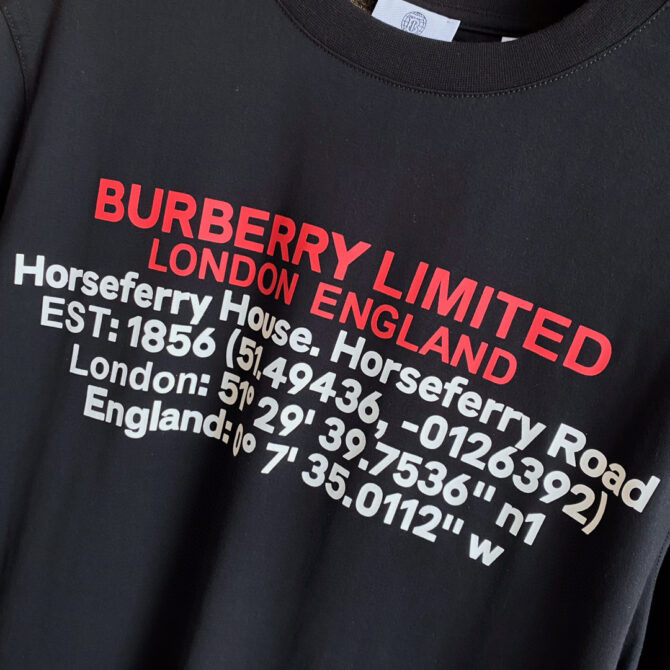 BURBERRY LIMITED
LONDON ENGLAND
Horseferry House. Horseferry Road
EST: 1856 (51.49436, -0126392)
London: 51° 29' 39.7536" n1
England: 0° 7' 35.0112" w